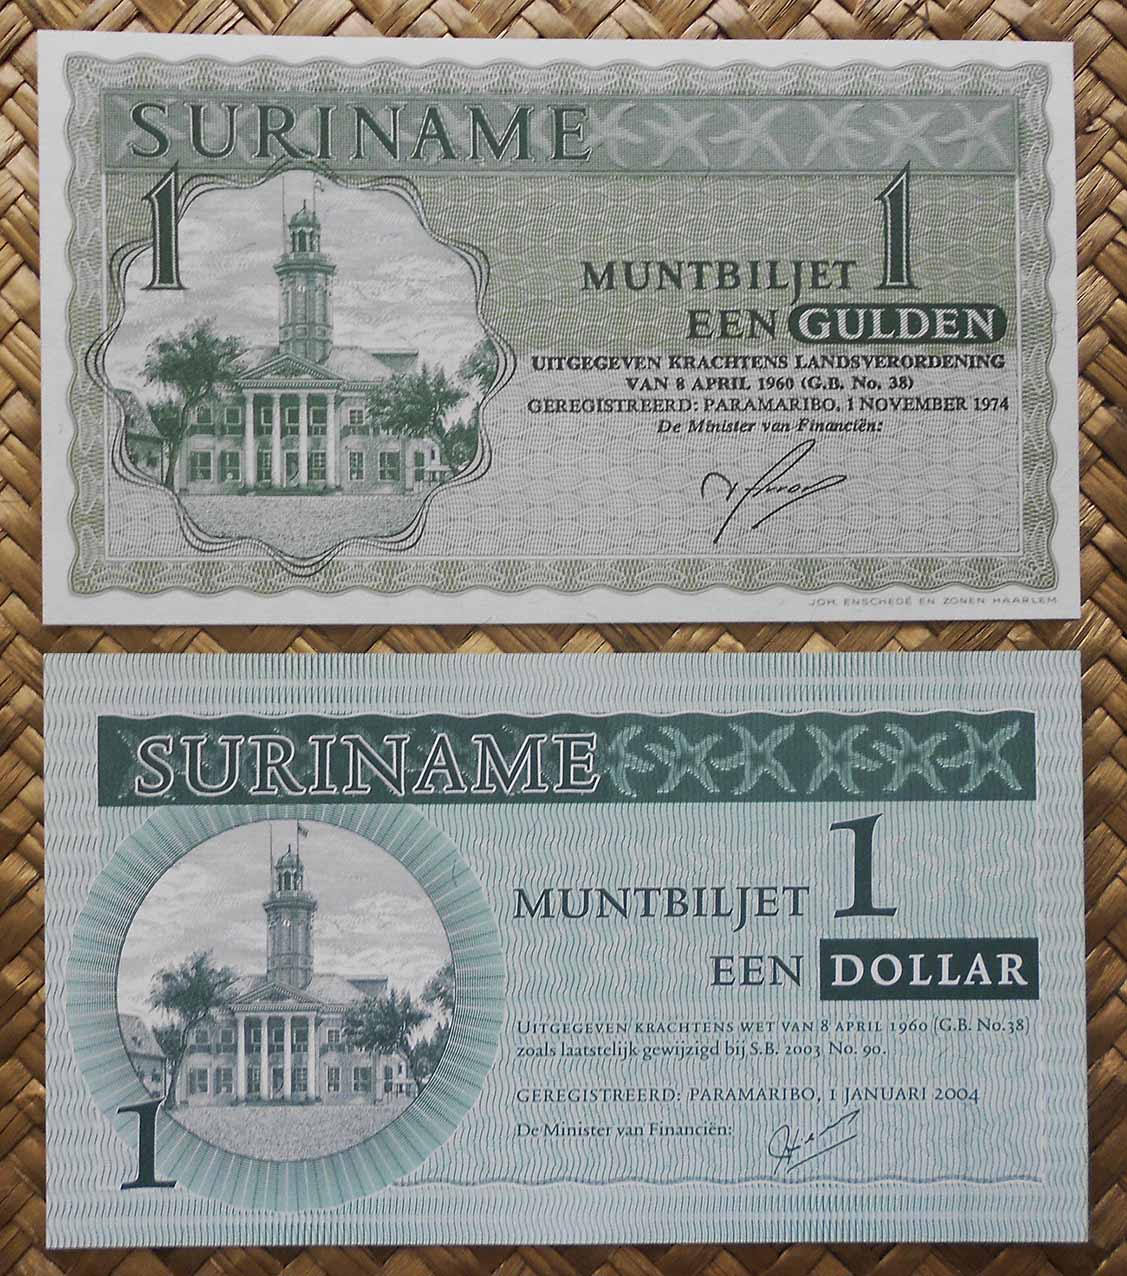 SURINAME
1
1
MUNTBILJET
EEN GULDEN
UITGEGEVEN KRACHTENS LANDSVERORDENING
VAN 8 APRIL 1960 (G.B. No. 38)
GEREGISTREERD: PARAMARIBO, 1 NOVEMBER 1974
De Minister van Financiën:
JOH. ENSCHEDÉ EN ZONEN HAARLEM
SURINAME
1
MUNTBILJET
EEN DOLLAR
UITGEGEVEN KRACHTENS WET VAN 8 APRIL 1960 (G.B. No.38)
zoals laatstelijk gewijzigd bij S.B. 2003 No. 90.
GEREGISTREERD: PARAMARIBO, 1 JANUARI 2004
De Minister van Financiën:
1